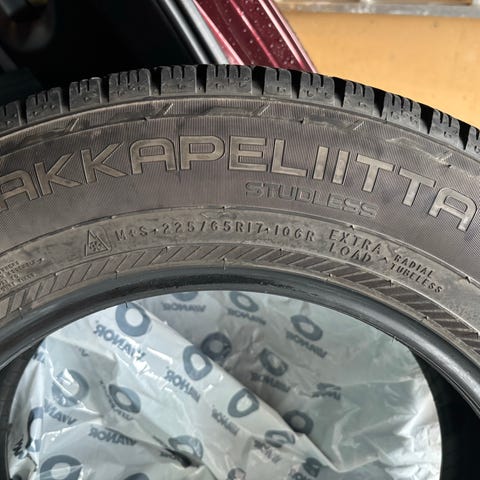 AKKAPELIITTA
STUDLESS
M+S · 225/65R17 · 106R EXTRA LOAD RADIAL TUBELESS
VIANOR
VIANOR
VIANOR
VIANOR